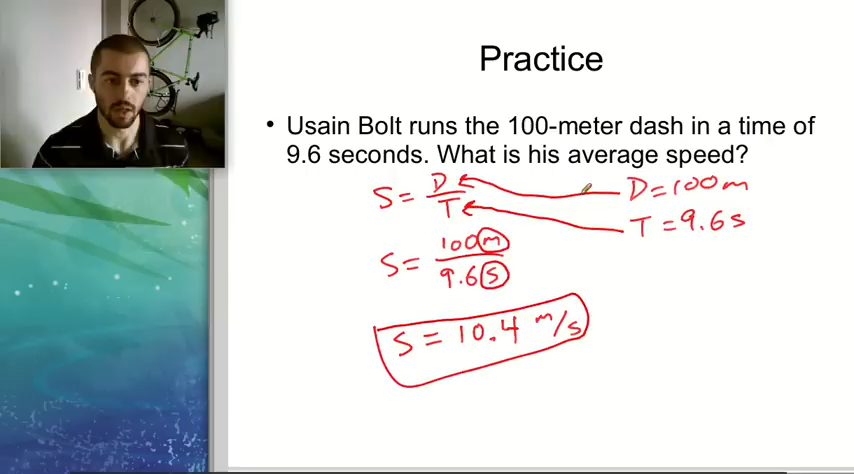 Practice
• Usain Bolt runs the 100-meter dash in a time of
9.6 seconds. What is his average speed?
S = D/T
D = 100m
T = 9.6s
S = 100m/9.6s
S = 10.4 m/s